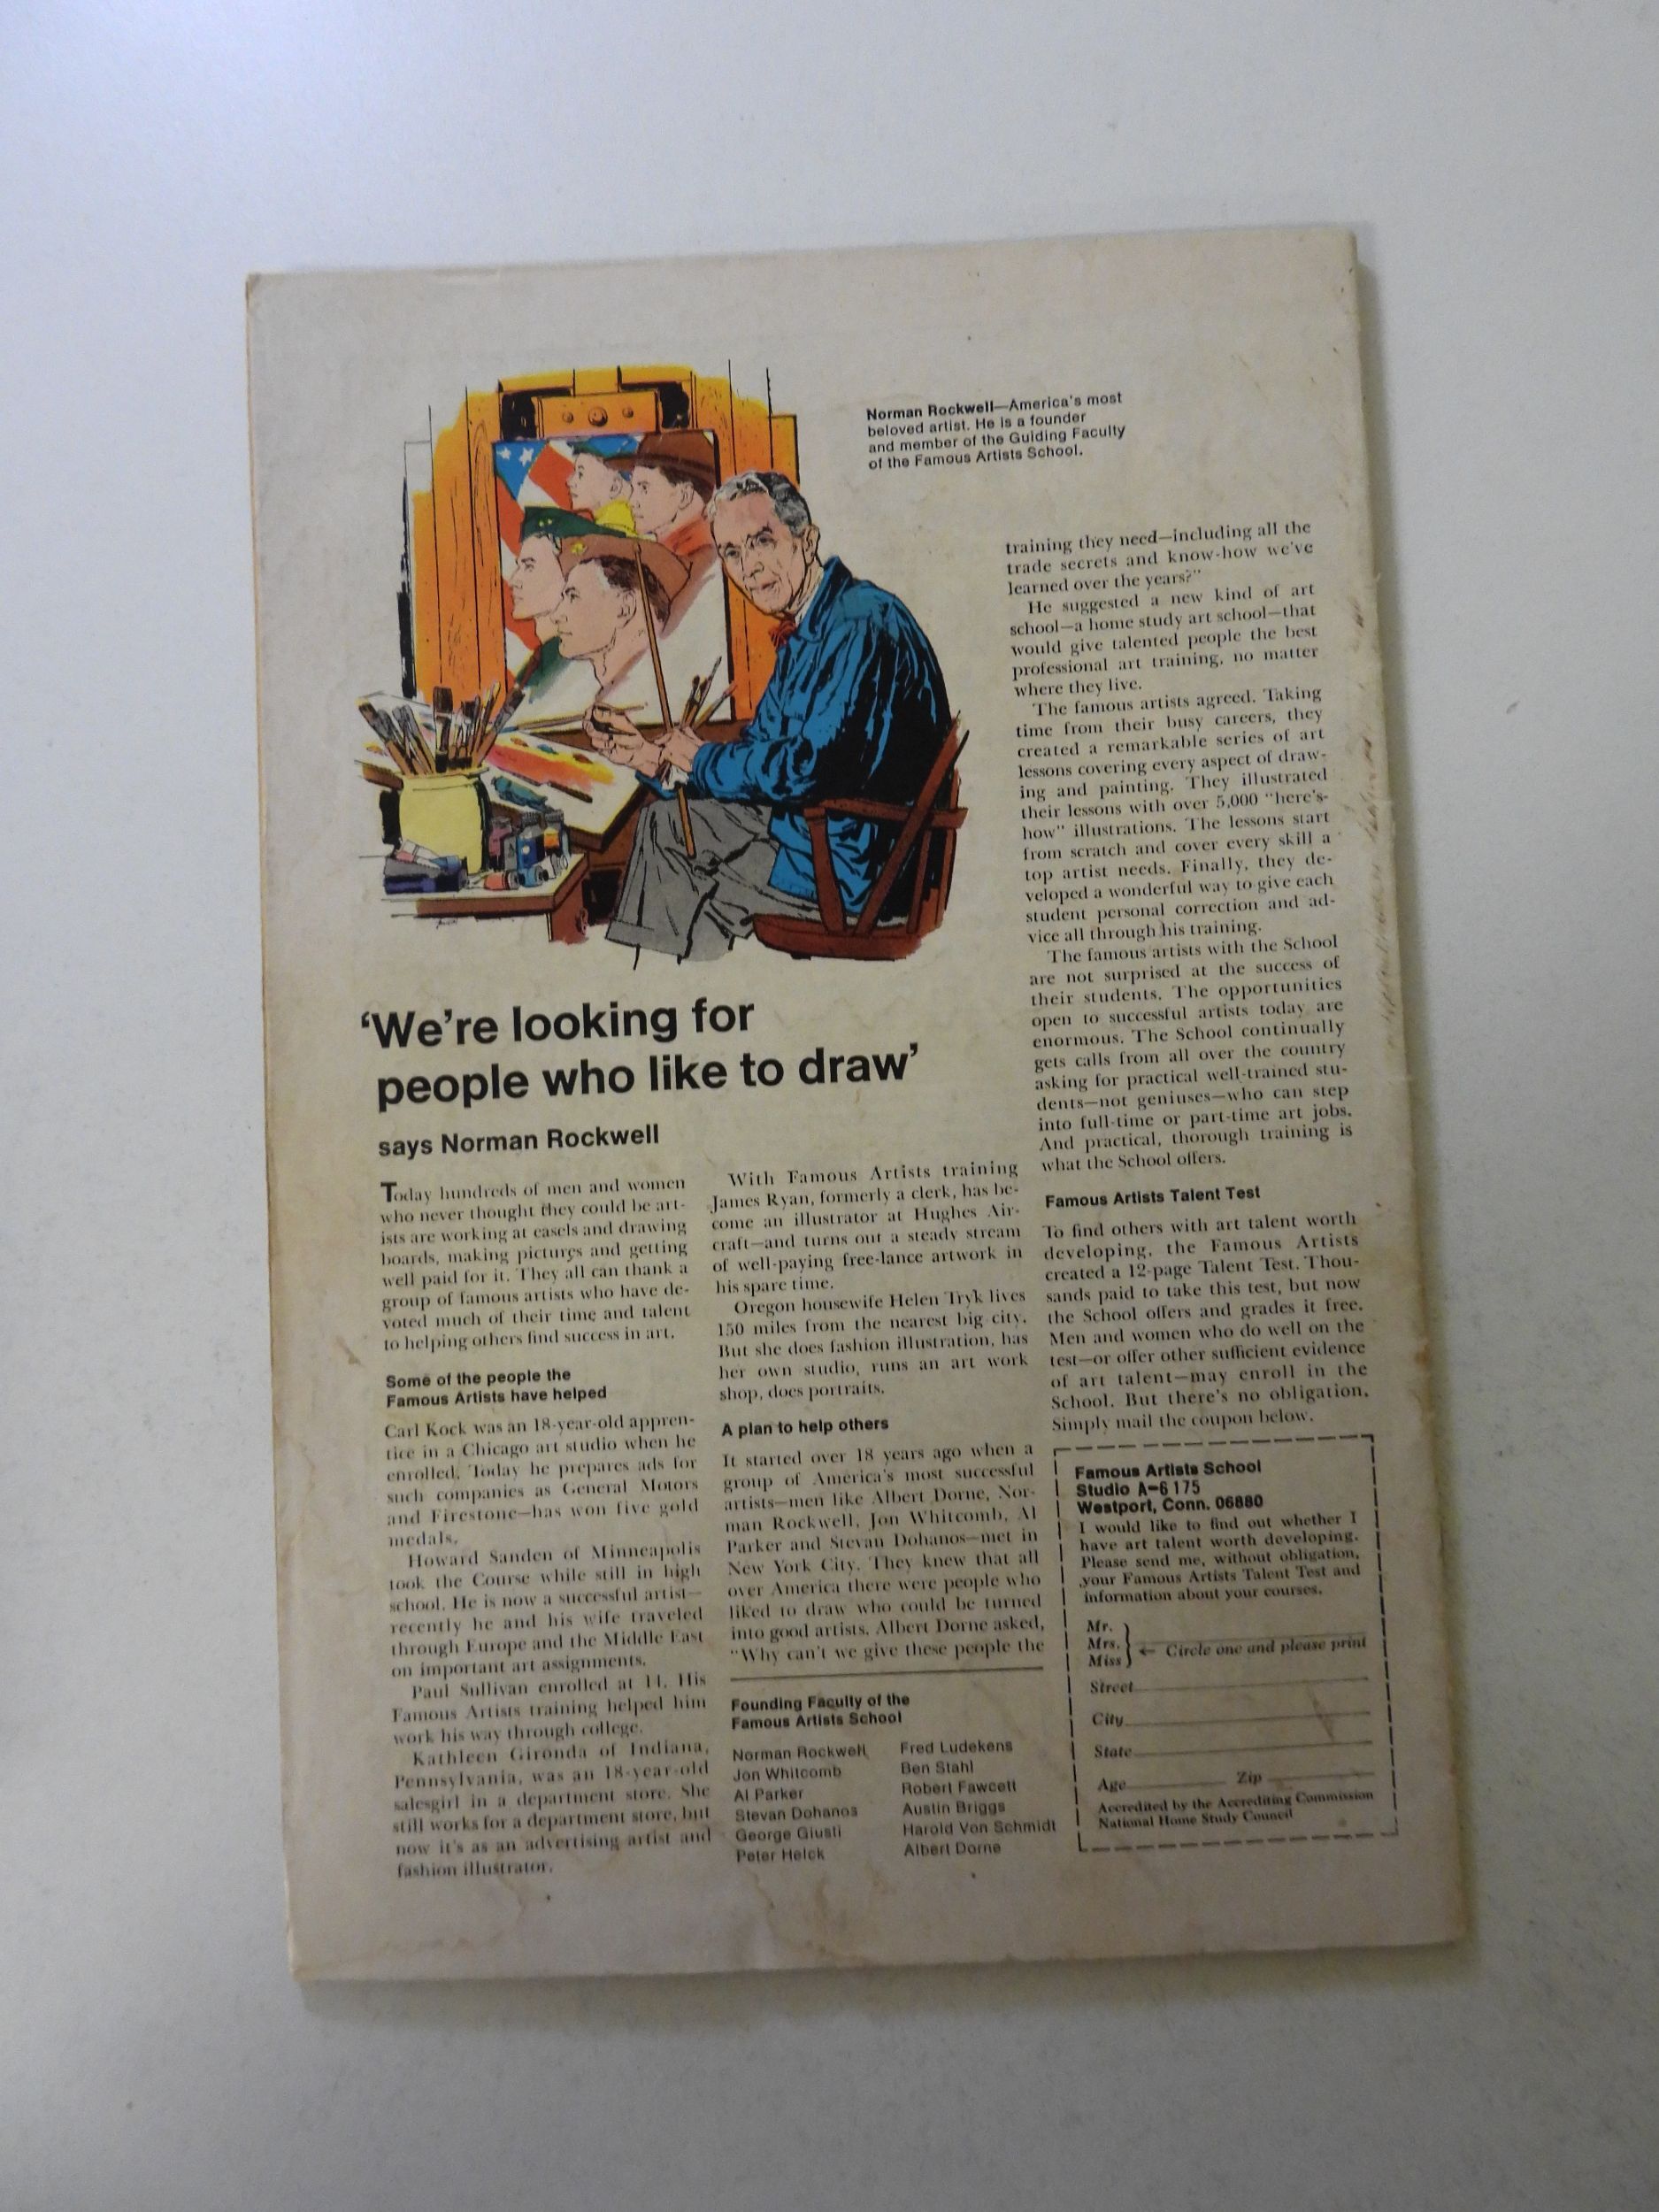 Norman Rockwell—America's most
beloved artist. He is a founder
and member of the Guiding Faculty
of the Famous Artists School.
'We're looking for
people who like to draw'
says Norman Rockwell
Today hundreds of men and women
who never thought they could be art-
ists are working at easels and drawing
boards, making pictures and getting
well paid for it. They all can thank a
group of famous artists who have de-
voted much of their time and talent
to helping others find success in art.
Some of the people the
Famous Artists have helped
Carl Kock was an 18-year-old appren-
tice in a Chicago art studio when he
enrolled. Today he prepares ads for
such companies as General Motors
and Firestone—has won five gold
medals.
Howard Sanden of Minneapolis
took the Course while still in high
school. He is now a successful artist—
recently he and his wife traveled
through Europe and the Middle East
on important art assignments.
Paul Sullivan enrolled at 14. His
Famous Artists training helped him
work his way through college.
Kathleen Gironda of Indiana,
Pennsylvania, was an 18-year-old
salesgirl in a department store. She
still works for a department store, but
now it's as an advertising artist and
fashion illustrator.
With Famous Artists training
James Ryan, formerly a clerk, has be-
come an illustrator at Hughes Air-
craft—and turns out a steady stream
of well-paying free-lance artwork in
his spare time.
Oregon housewife Helen Tryk lives
150 miles from the nearest big city.
But she does fashion illustration, has
her own studio, runs an art work
shop, does portraits.
A plan to help others
It started over 18 years ago when a
group of America's most successful
artists—men like Albert Dorne, Nor-
man Rockwell, Jon Whitcomb, Al
Parker and Stevan Dohanos—met in
New York City. They knew that all
over America there were people who
liked to draw who could be turned
into good artists. Albert Dorne asked,
"Why can't we give these people the
Founding Faculty of the
Famous Artists School
Norman Rockwell
Jon Whitcomb
Al Parker
Stevan Dohanos
George Giusti
Peter Helck
Fred Ludekens
Ben Stahl
Robert Fawcett
Austin Briggs
Harold Von Schmidt
Albert Dorne
training they need—including all the
trade secrets and know-how we've
learned over the years?"
He suggested a new kind of art
school—a home study art school—that
would give talented people the best
professional art training, no matter
where they live.
The famous artists agreed. Taking
time from their busy careers, they
created a remarkable series of art
lessons covering every aspect of draw-
ing and painting. They illustrated
their lessons with over 5,000 "here's-
how" illustrations. The lessons start
from scratch and cover every skill a
top artist needs. Finally, they de-
veloped a wonderful way to give each
student personal correction and ad-
vice all through his training.
The famous artists with the School
are not surprised at the success of
their students. The opportunities
open to successful artists today are
enormous. The School continually
gets calls from all over the country
asking for practical well-trained stu-
dents—not geniuses—who can step
into full-time or part-time art jobs.
And practical, thorough training is
what the School offers.
Famous Artists Talent Test
To find others with art talent worth
developing, the Famous Artists
created a 12-page Talent Test. Thou-
sands paid to take this test, but now
the School offers and grades it free.
Men and women who do well on the
test—or offer other sufficient evidence
of art talent—may enroll in the
School. But there's no obligation.
Simply mail the coupon below.
Famous Artists School
Studio A-6175
Westport, Conn. 06880
I would like to find out whether I
have art talent worth developing.
Please send me, without obligation,
your Famous Artists Talent Test and
information about your courses.
Mr.
Mrs. ← Circle one and please print
Miss
Street
City
State
Age Zip
Accredited by the Accrediting Commission
National Home Study Council